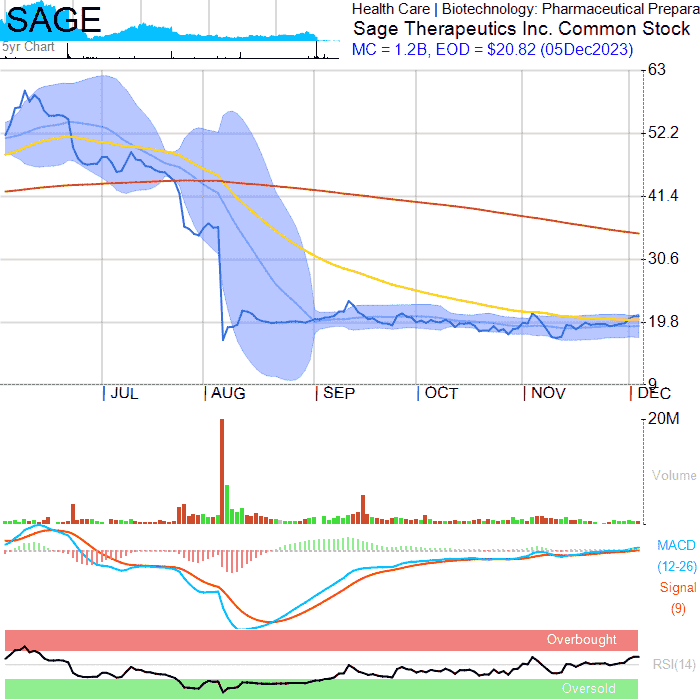 SAGE
5yr Chart
Health Care | Biotechnology: Pharmaceutical Prepara
Sage Therapeutics Inc. Common Stock
MC = 1.2B, EOD = $20.82 (05Dec2023)
63
52.2
41.4
30.6
19.8
9
JUL AUG SEP OCT NOV DEC
20M
Volume
MACD
(12-26)
Signal
(9)
Overbought
RSI(14)
Oversold